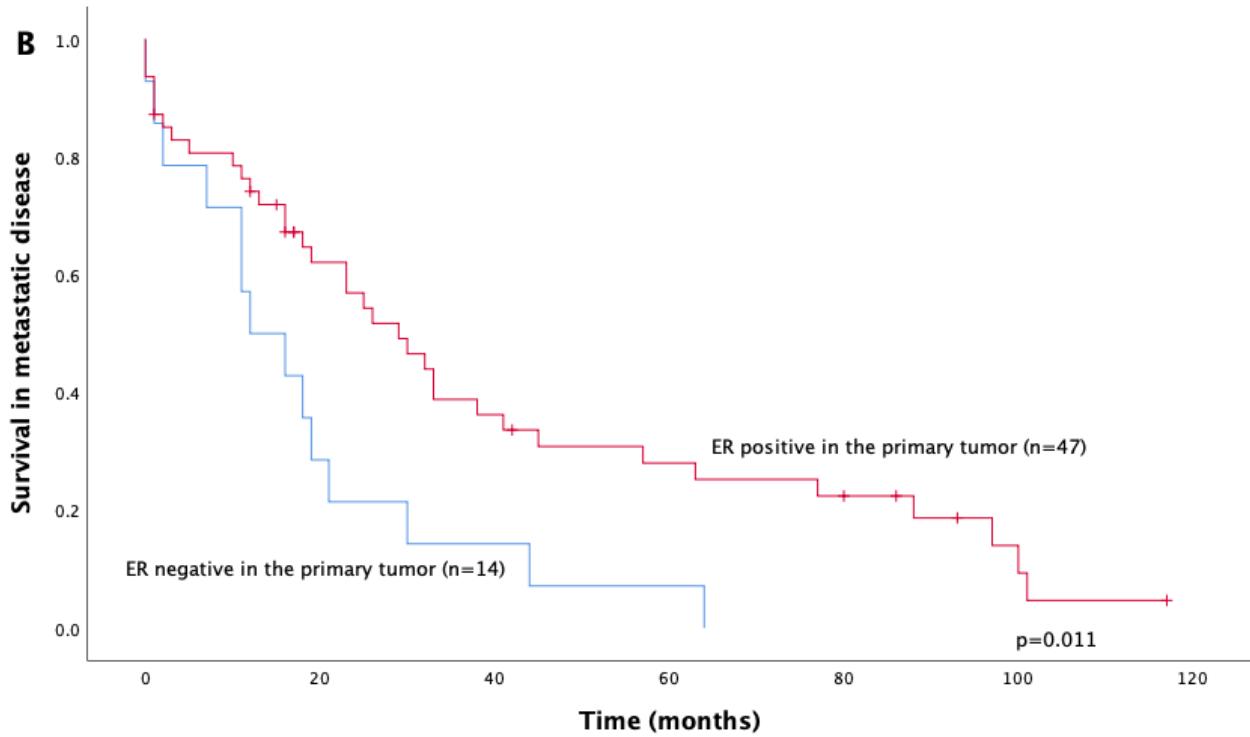 B
Survival in metastatic disease
1.0
0.8
0.6
0.4
0.2
0.0
ER positive in the primary tumor (n=47)
ER negative in the primary tumor (n=14)
p=0.011
0 20 40 60 80 100 120
Time (months)